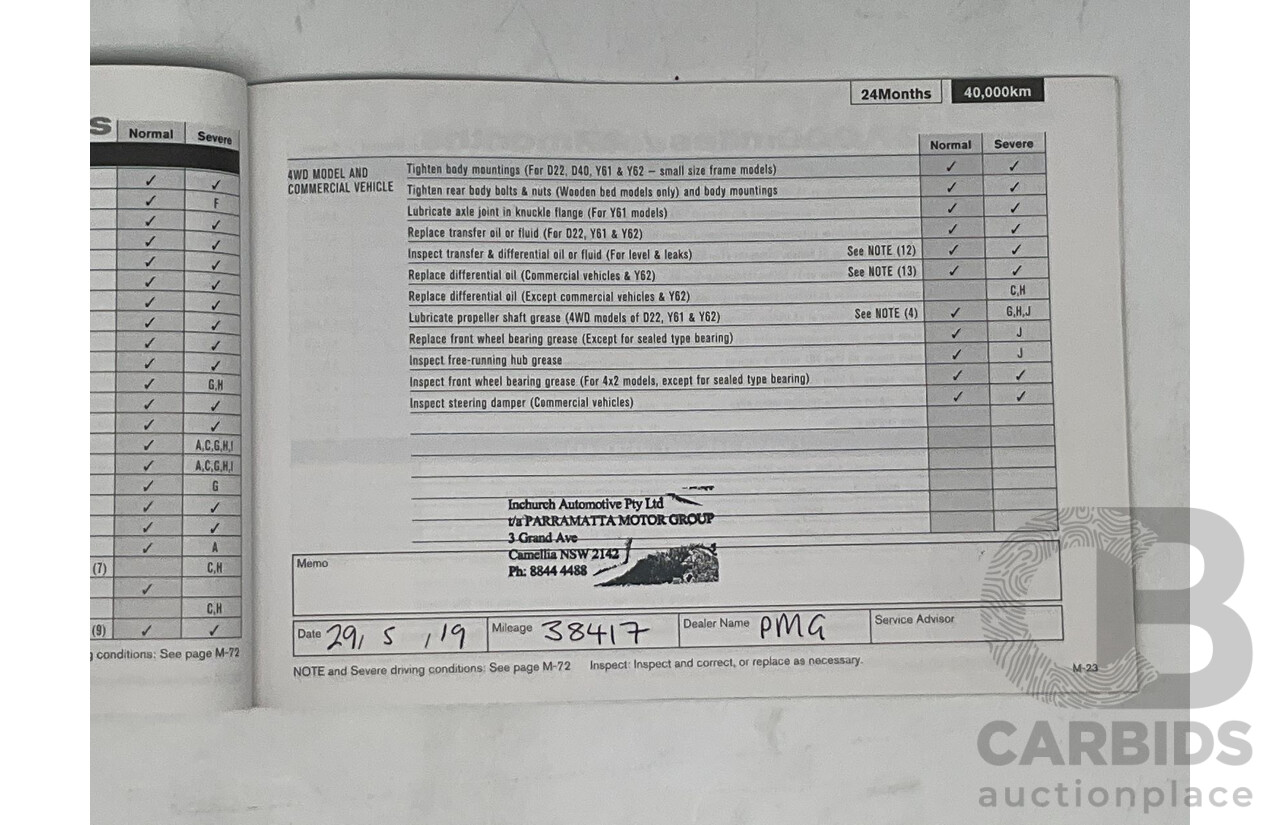 24Months 40,000km
S Normal Severe
✓ ✓
✓ F
✓ ✓
✓ ✓
✓ ✓
✓ ✓
✓ ✓
✓ ✓
✓ ✓
✓ ✓
✓ G,H
✓ ✓
✓ ✓
✓ A,C,G,H,I
✓ A,C,G,H,I
✓ G
✓ ✓
✓ ✓
✓ A
(7) C,H
✓
C,H
(9) ✓ ✓
conditions: See page M-72
Normal Severe
4WD MODEL AND
COMMERCIAL VEHICLE
Tighten body mountings (For D22, D40, Y61 & Y62 – small size frame models) ✓ ✓
Tighten rear body bolts & nuts (Wooden bed models only) and body mountings ✓ ✓
Lubricate axle joint in knuckle flange (For Y61 models) ✓ ✓
Replace transfer oil or fluid (For D22, Y61 & Y62) ✓ ✓
Inspect transfer & differential oil or fluid (For level & leaks) See NOTE (12) ✓ ✓
Replace differential oil (Commercial vehicles & Y62) See NOTE (13) ✓ ✓
Replace differential oil (Except commercial vehicles & Y62) C,H
Lubricate propeller shaft grease (4WD models of D22, Y61 & Y62) See NOTE (4) ✓ G,H,J
Replace front wheel bearing grease (Except for sealed type bearing) ✓ J
Inspect free-running hub grease ✓ J
Inspect front wheel bearing grease (For 4x2 models, except for sealed type bearing) ✓ ✓
Inspect steering damper (Commercial vehicles) ✓ ✓
Inchurch Automotive Pty Ltd
t/a PARRAMATTA MOTOR GROUP
3 Grand Ave
Camellia NSW 2142
Ph: 8844 4488
Memo
Date 29, 5, 19 Mileage 38417 Dealer Name PMG Service Advisor
NOTE and Severe driving conditions: See page M-72 Inspect: Inspect and correct, or replace as necessary.
M-23
CARBIDS
auctionplace